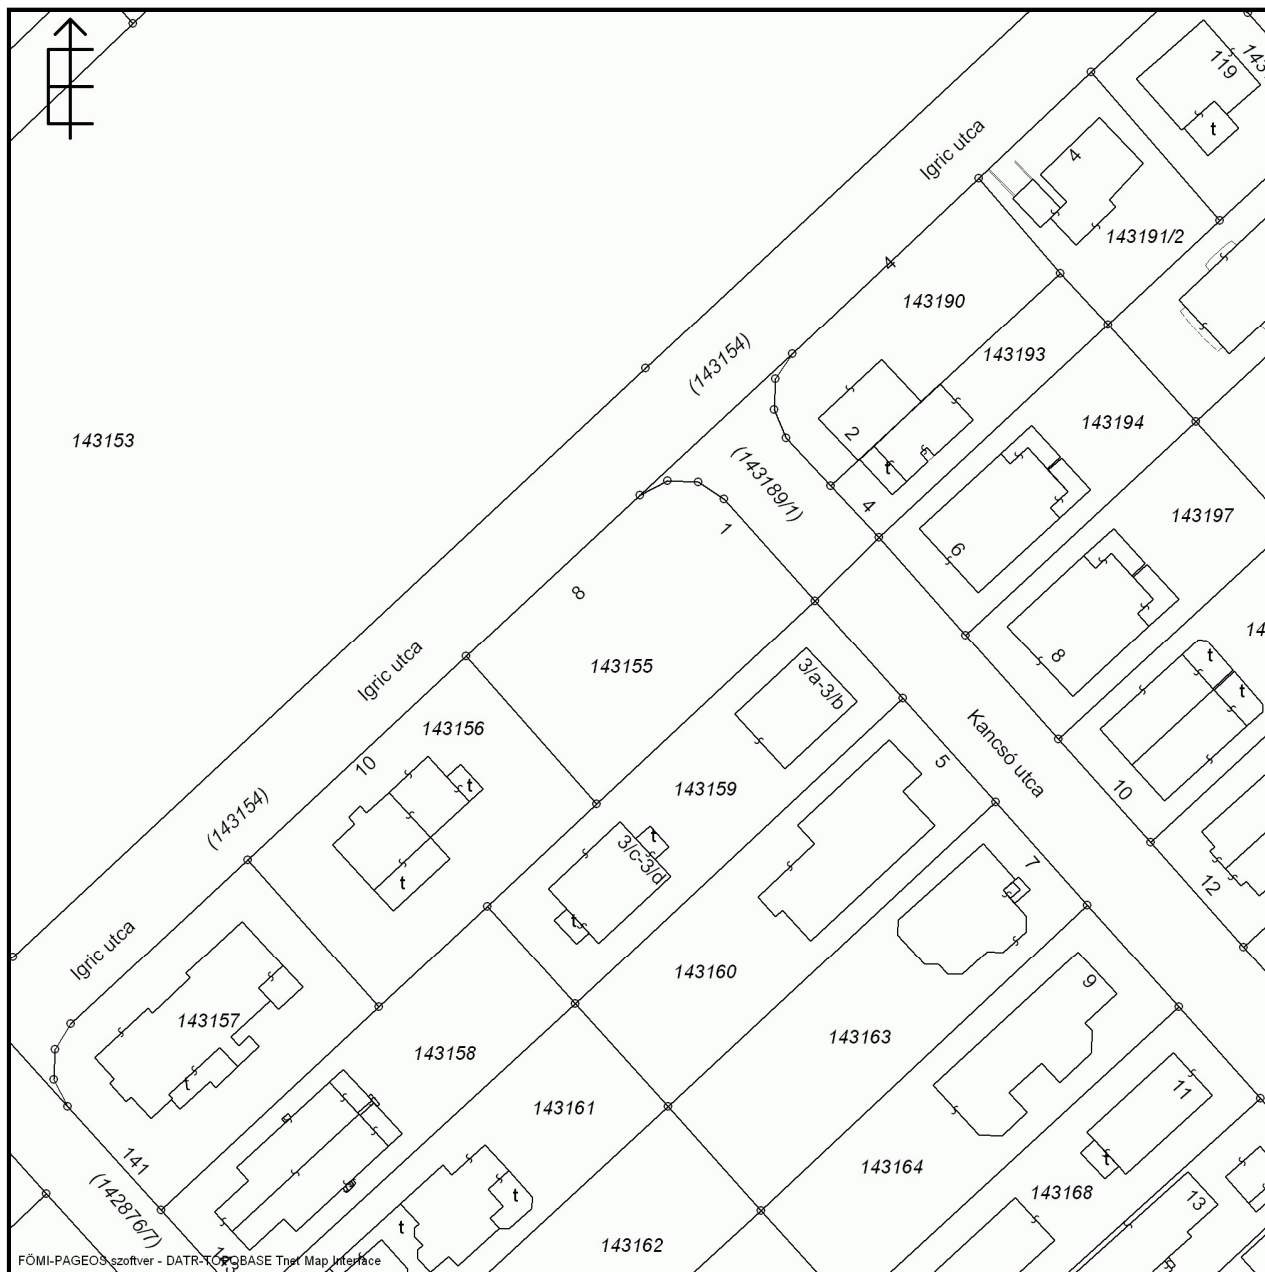 É
119
Igric utca
4
t
143191/2
4
143190
(143154)
143193
143153
143194
2
t
(143189/1)
4
143197
1
6
8
8
3/a-3/b
t
143155
t
Igric utca
143156
10
Kancsó utca
5
143159
t
10
(143154)
t
3/c-3/d
7
12
t
t
Igric utca
143160
9
143157
143163
143158
t
11
143161
141
t
143164
143168
(142876/7)
t
t
13
143162
FÖMI-PAGEOS szoftver - DATR-TOPOBASE Tnet Map Interface